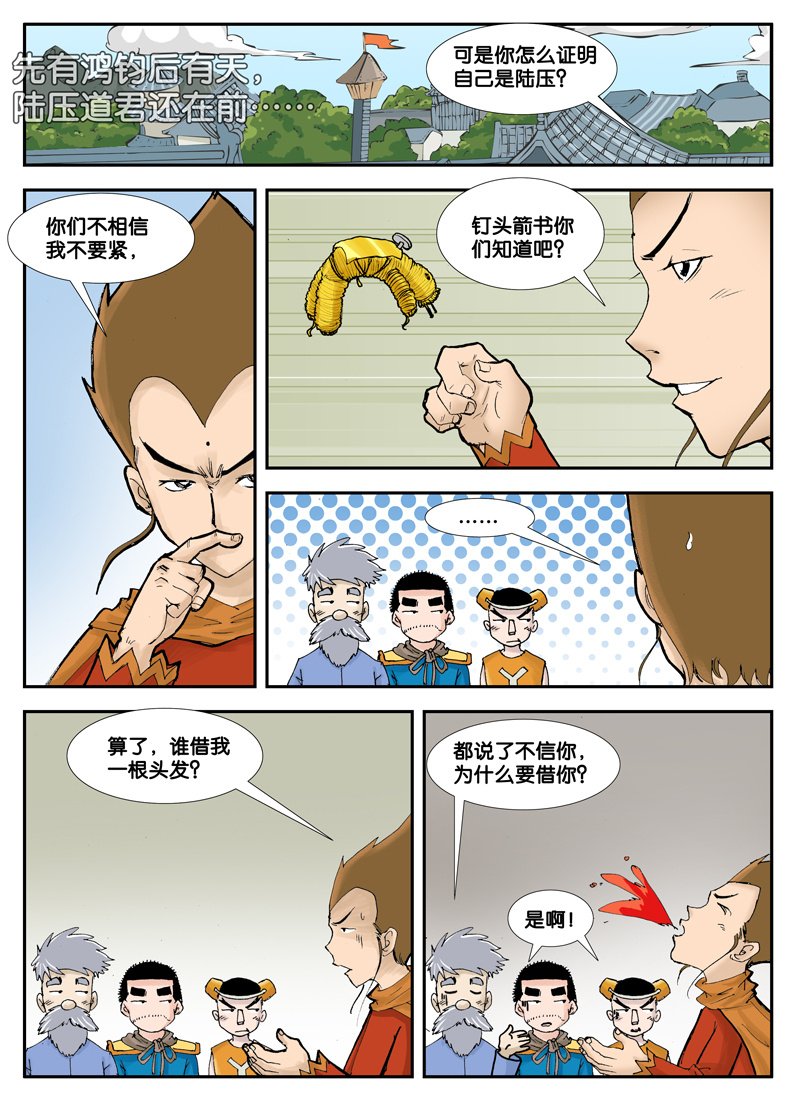 先有鸿钧后有天，
陆压道君还在前……
可是你怎么证明
自己是陆压？
你们不相信
我不要紧，
钉头箭书你
们知道吧？
……
算了，谁借我
一根头发？
都说了不信你，
为什么要借你？
是啊！